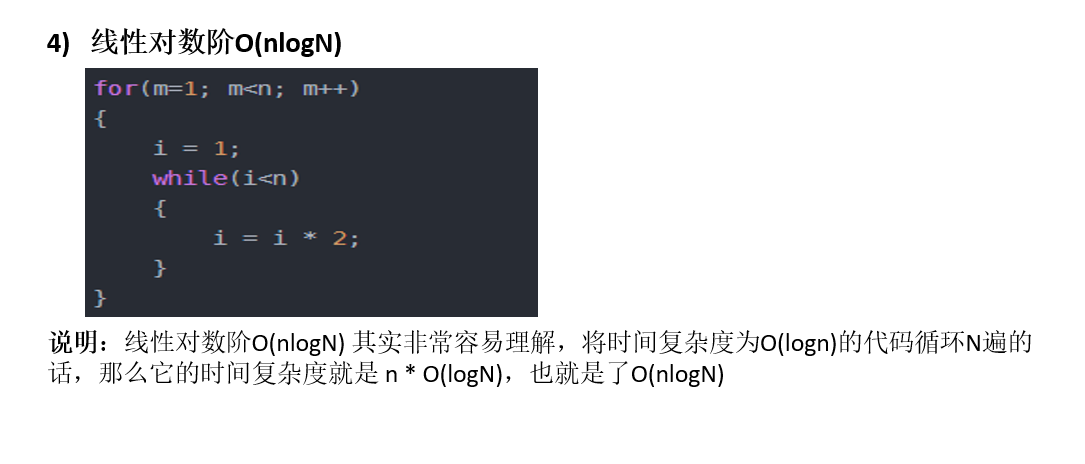 4) 线性对数阶O(nlogN)
for(m=1; m<n; m++)
{
    i = 1;
    while(i<n)
    {
        i = i * 2;
    }
}
说明：线性对数阶O(nlogN) 其实非常容易理解，将时间复杂度为O(logn)的代码循环N遍的
话，那么它的时间复杂度就是 n * O(logN)，也就是了O(nlogN)